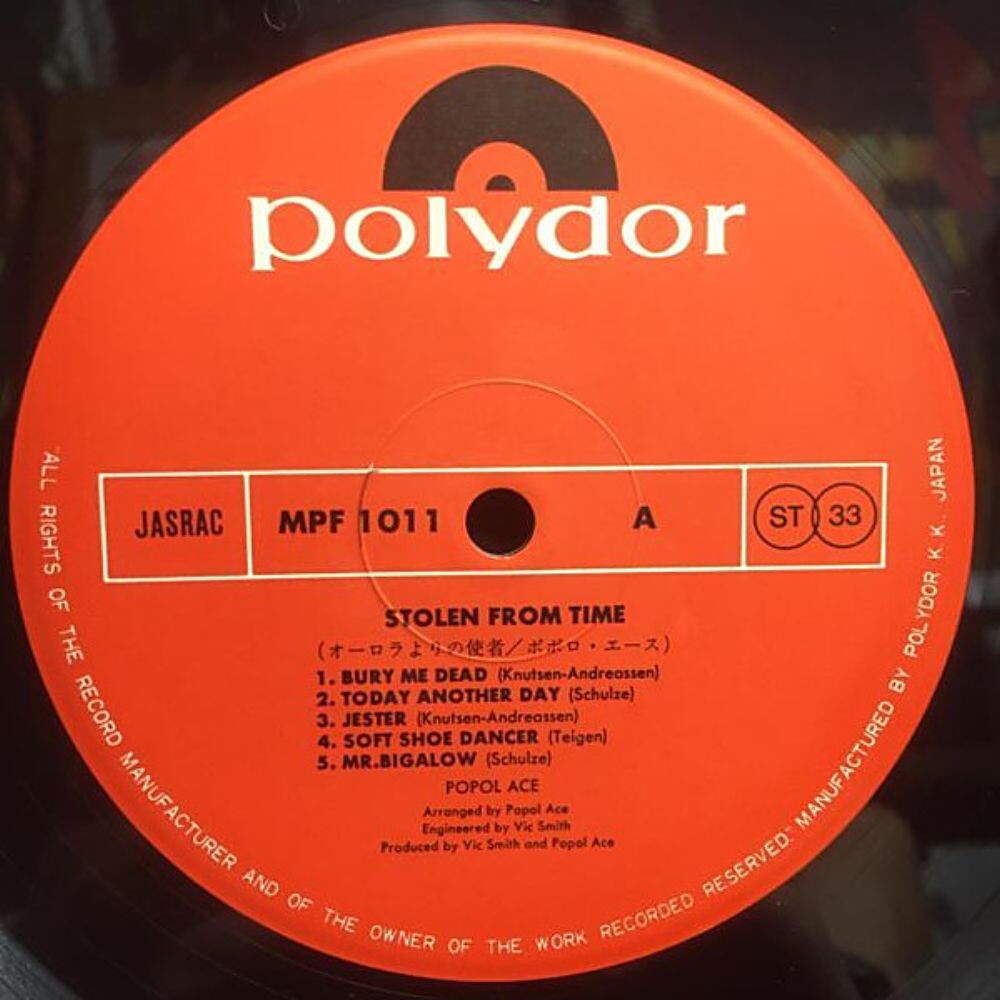 polydor
JASRAC MPF 1011 A ST 33
STOLEN FROM TIME
(オーロラよりの使者/ポポロ・エース)
1. BURY ME DEAD (Knutsen-Andreassen)
2. TODAY ANOTHER DAY (Schulze)
3. JESTER (Knutsen-Andreassen)
4. SOFT SHOE DANCER (Teigen)
5. MR.BIGALOW (Schulze)
POPOL ACE
Arranged by Popol Ace
Engineered by Vic Smith
Produced by Vic Smith and Popol Ace
"ALL RIGHTS OF THE RECORD MANUFACTURER AND OF THE OWNER OF THE WORK RECORDED RESERVED." MANUFACTURED BY POLYDOR K.K., JAPAN